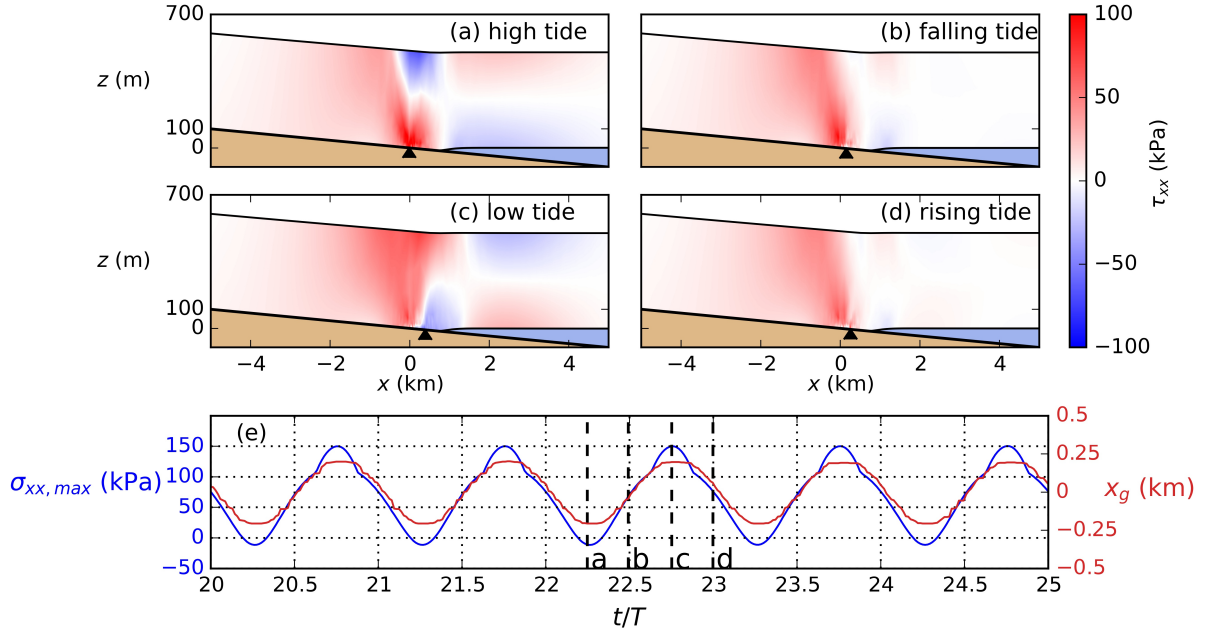 700
(a) high tide
(b) falling tide
z (m)
100
0
100
50
0
−50
−100
τxx (kPa)
700
(c) low tide
(d) rising tide
z (m)
100
0
−4 −2 0 2 4
x (km)
−4 −2 0 2 4
x (km)
(e)
150
100
50
0
−50
σxx, max (kPa)
0.5
0.25
0
−0.25
−0.5
xg (km)
a b c d
20 20.5 21 21.5 22 22.5 23 23.5 24 24.5 25
t/T